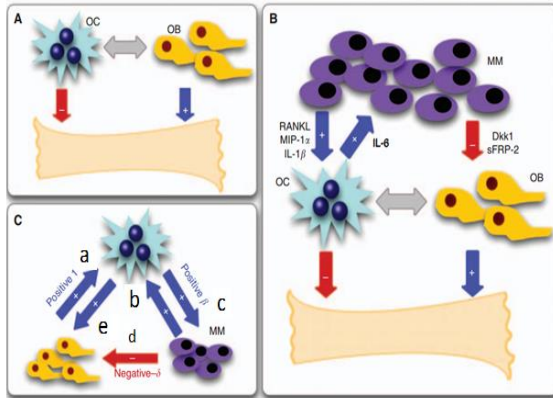 A
OC
OB
−
+
B
MM
RANKL
MIP-1α
IL-1β
+
+
IL-6
−
Dkk1
sFRP-2
OC
OB
−
+
C
a
Positive 1
+
+
e
b
Positive β
+
+
c
d
−
Negative-δ
MM